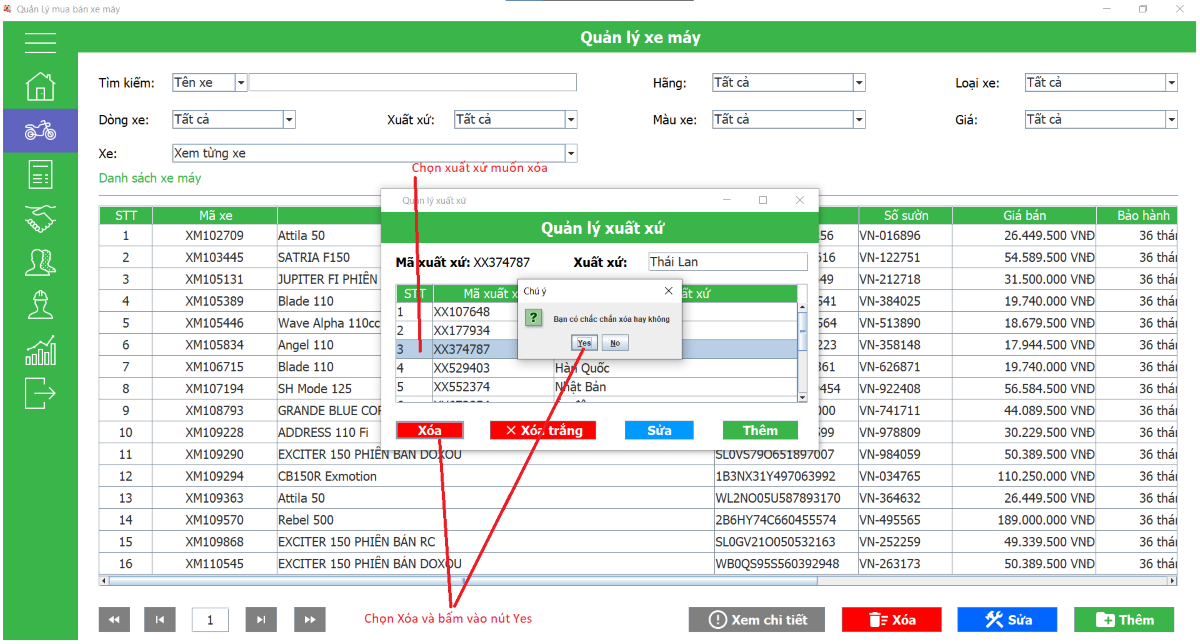 Quản lý mua bán xe máy
Quản lý xe máy
Tìm kiếm: Tên xe Hãng: Tất cả Loại xe: Tất cả
Dòng xe: Tất cả Xuất xứ: Tất cả Màu xe: Tất cả Giá: Tất cả
Xe: Xem từng xe
Chọn xuất xứ muốn xóa
Danh sách xe máy
Quản lý xuất xứ
Quản lý xuất xứ
Mã xuất xứ: XX374787 Xuất xứ: Thái Lan
STT Mã xuất x ất xứ
1 XX107648
2 XX177934
3 XX374787
4 XX529403 Hàn Quốc
5 XX552374 Nhật Bản
Chú ý
Bạn có chắc chắn xóa hay không
Yes No
Xóa Xóa trắng Sửa Thêm
STT Mã xe Số sườn Giá bán Bảo hành
1 XM102709 Attila 50 56 VN-016896 26.449.500 VNĐ 36 thán
2 XM103445 SATRIA F150 516 VN-122751 54.589.500 VNĐ 36 thán
3 XM105131 JUPITER FI PHIÊN 49 VN-212718 31.500.000 VNĐ 36 thán
4 XM105389 Blade 110 541 VN-384025 19.740.000 VNĐ 36 thán
5 XM105446 Wave Alpha 110cc 564 VN-513890 18.679.500 VNĐ 36 thán
6 XM105834 Angel 110 223 VN-358148 17.944.500 VNĐ 36 thán
7 XM106715 Blade 110 361 VN-626871 19.740.000 VNĐ 36 thán
8 XM107194 SH Mode 125 454 VN-922408 56.584.500 VNĐ 36 thán
9 XM108793 GRANDE BLUE COR 000 VN-741711 44.089.500 VNĐ 36 thán
10 XM109228 ADDRESS 110 Fi 599 VN-978809 30.229.500 VNĐ 36 thán
11 XM109290 EXCITER 150 PHIÊN BẢN DOXOU SL0VS79O651897007 VN-984059 50.389.500 VNĐ 36 thán
12 XM109294 CB150R Exmotion 1B3NX31Y497063992 VN-034765 110.250.000 VNĐ 36 thán
13 XM109363 Attila 50 WL2NO05U587893170 VN-364632 26.449.500 VNĐ 36 thán
14 XM109570 Rebel 500 2B6HY74C660455574 VN-495565 189.000.000 VNĐ 36 thán
15 XM109868 EXCITER 150 PHIÊN BẢN RC SL0GV21O050532163 VN-252259 49.339.500 VNĐ 36 thán
16 XM110545 EXCITER 150 PHIÊN BẢN DOXOU WB0QS95S560392948 VN-263173 50.389.500 VNĐ 36 thán
1 Chọn Xóa và bấm vào nút Yes Xem chi tiết Xóa Sửa Thêm